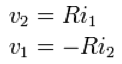 v₂ = Ri₁
v₁ = −Ri₂